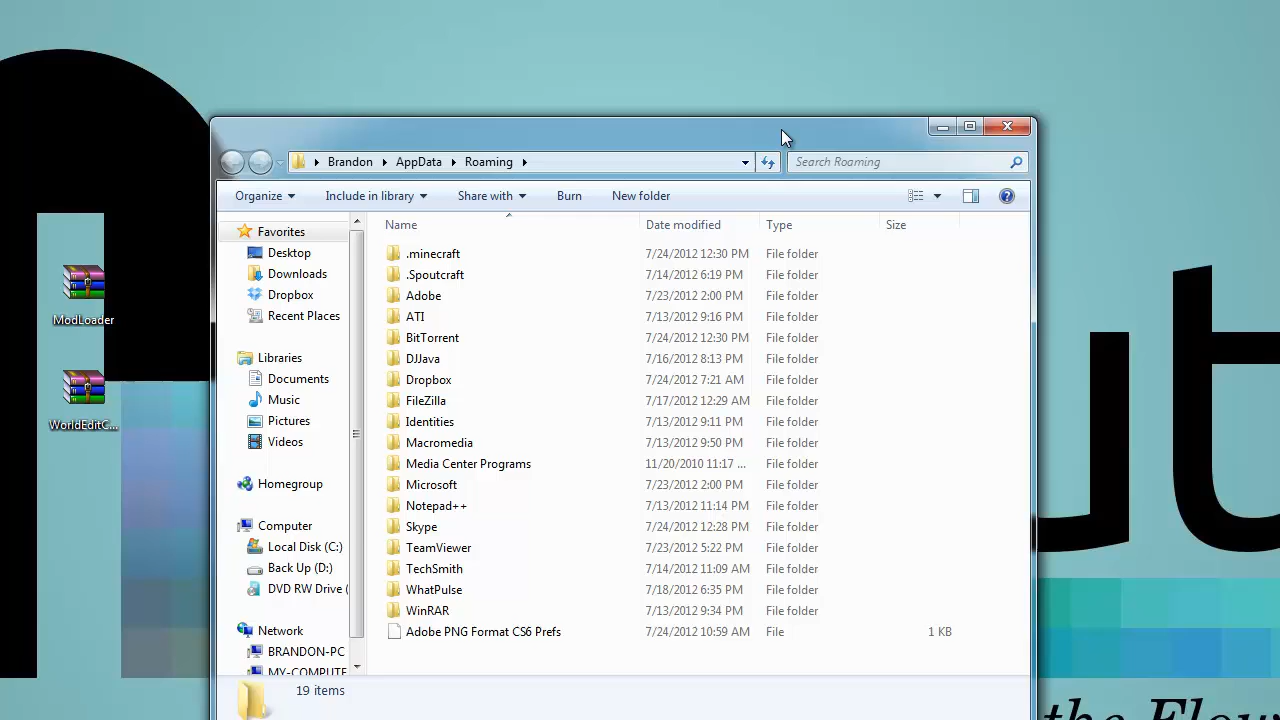 Brandon AppData Roaming Search Roaming
Organize Include in library Share with Burn New folder
Name Date modified Type Size
Favorites
Desktop
Downloads
Dropbox
Recent Places
Libraries
Documents
Music
Pictures
Videos
Homegroup
Computer
Local Disk (C:)
Back Up (D:)
DVD RW Drive (
Network
BRANDON-PC
MY-COMPUTE
.minecraft 7/24/2012 12:30 PM File folder
.Spoutcraft 7/14/2012 6:19 PM File folder
Adobe 7/23/2012 2:00 PM File folder
ATI 7/13/2012 9:16 PM File folder
BitTorrent 7/24/2012 12:30 PM File folder
DJJava 7/16/2012 8:13 PM File folder
Dropbox 7/24/2012 7:21 AM File folder
FileZilla 7/17/2012 12:29 AM File folder
Identities 7/13/2012 9:11 PM File folder
Macromedia 7/13/2012 9:50 PM File folder
Media Center Programs 11/20/2010 11:17 ... File folder
Microsoft 7/23/2012 2:00 PM File folder
Notepad++ 7/13/2012 11:14 PM File folder
Skype 7/24/2012 12:28 PM File folder
TeamViewer 7/23/2012 5:22 PM File folder
TechSmith 7/14/2012 11:09 AM File folder
WhatPulse 7/18/2012 6:35 PM File folder
WinRAR 7/13/2012 9:34 PM File folder
Adobe PNG Format CS6 Prefs 7/24/2012 10:59 AM File 1 KB
19 items
ModLoader
WorldEditC...
ut
the